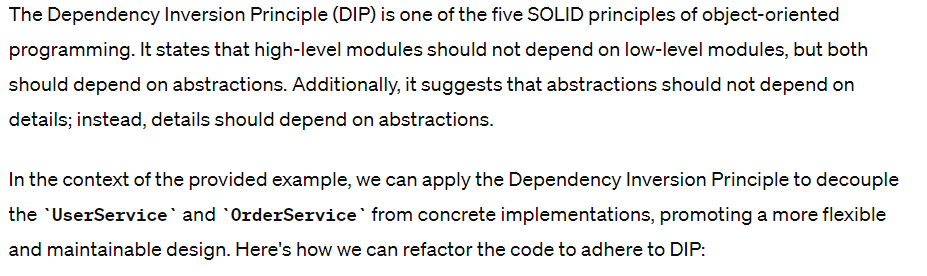 The Dependency Inversion Principle (DIP) is one of the five SOLID principles of object-oriented
programming. It states that high-level modules should not depend on low-level modules, but both
should depend on abstractions. Additionally, it suggests that abstractions should not depend on
details; instead, details should depend on abstractions.
In the context of the provided example, we can apply the Dependency Inversion Principle to decouple
the `UserService` and `OrderService` from concrete implementations, promoting a more flexible
and maintainable design. Here's how we can refactor the code to adhere to DIP: